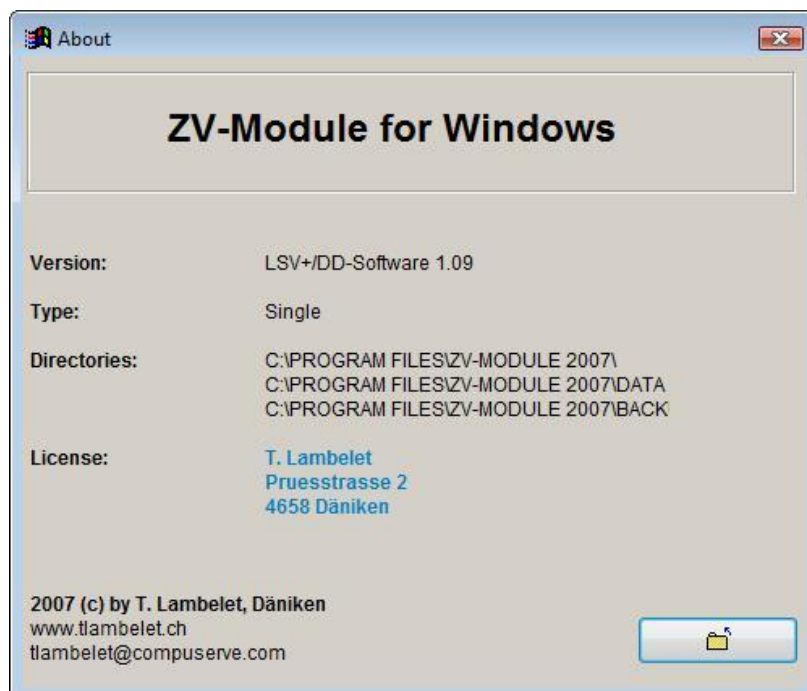 About
ZV-Module for Windows
Version: LSV+/DD-Software 1.09
Type: Single
Directories: C:\PROGRAM FILES\ZV-MODULE 2007\
C:\PROGRAM FILES\ZV-MODULE 2007\DATA
C:\PROGRAM FILES\ZV-MODULE 2007\BACK
License: T. Lambelet
Pruesstrasse 2
4658 Däniken
2007 (c) by T. Lambelet, Däniken
www.tlambelet.ch
tlambelet@compuserve.com